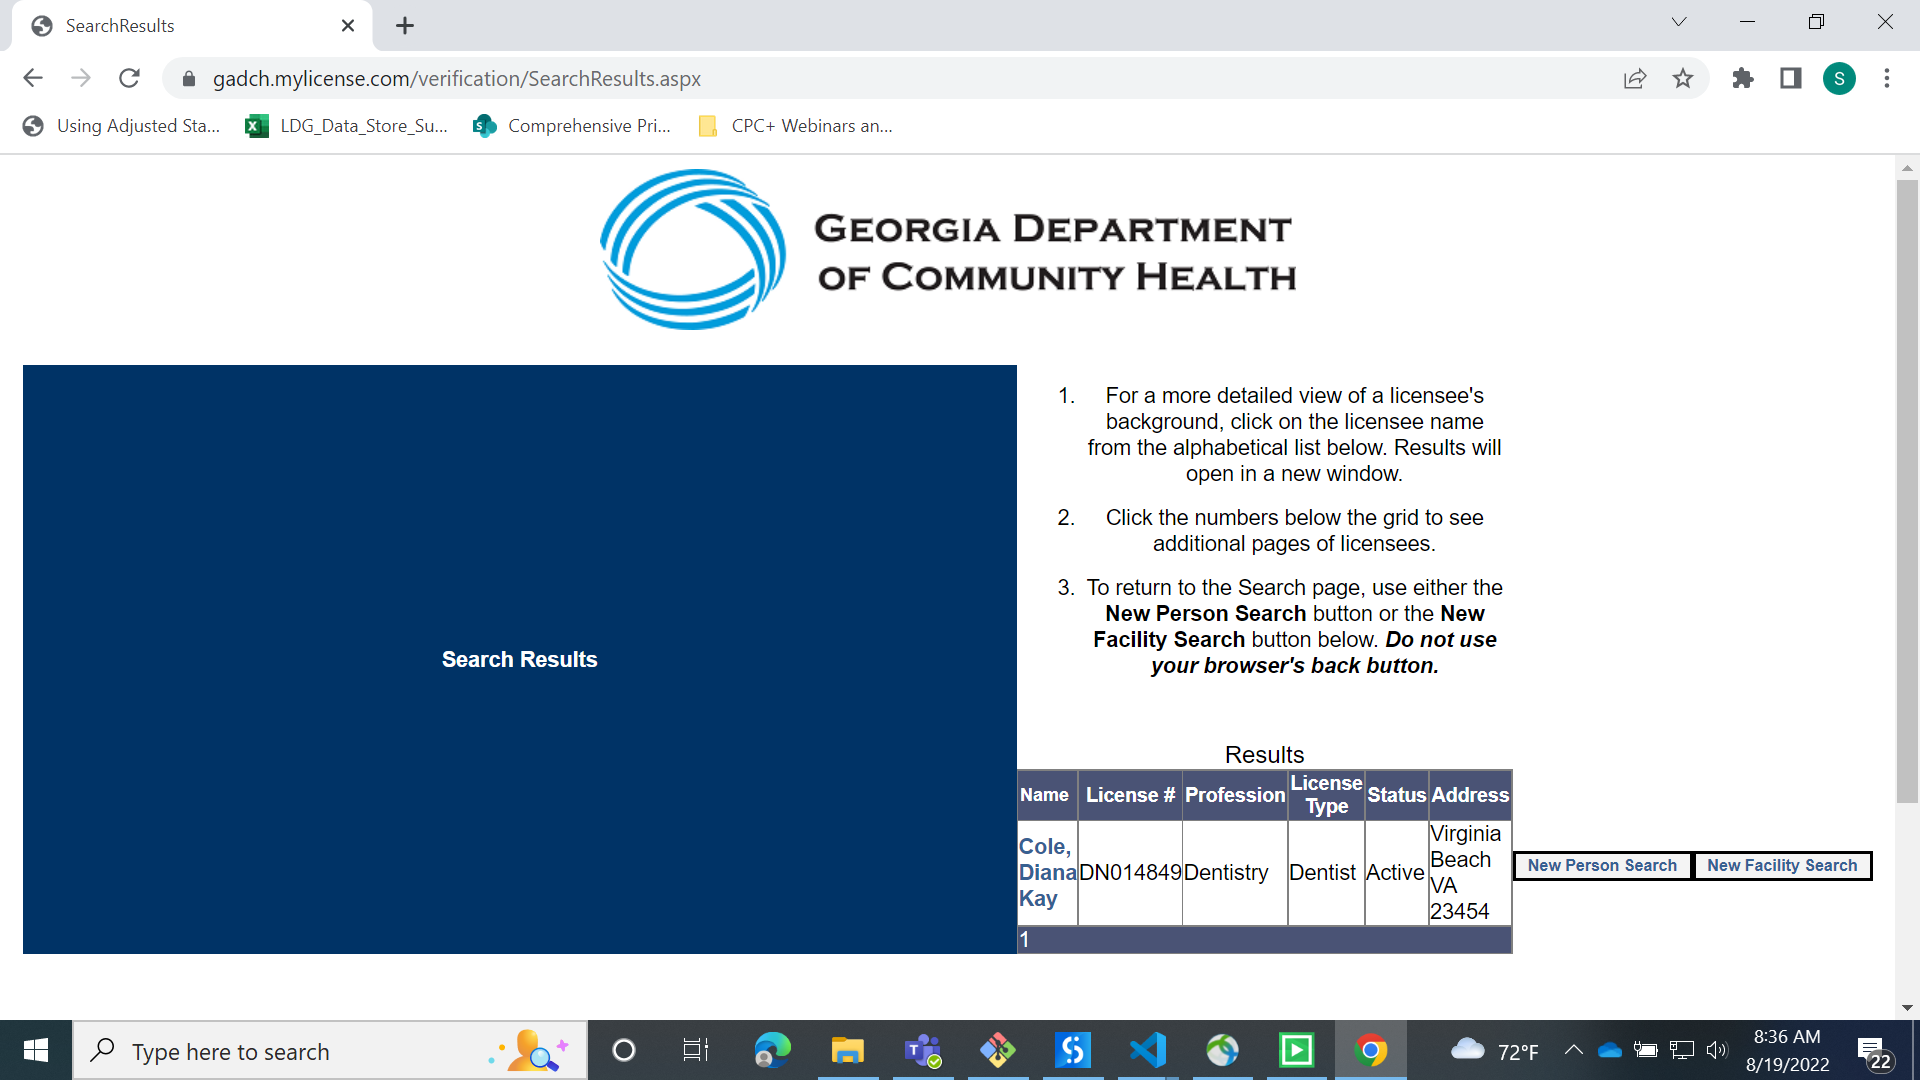 SearchResults
gadch.mylicense.com/verification/SearchResults.aspx
S
Using Adjusted Sta...
LDG_Data_Store_Su...
Comprehensive Pri...
CPC+ Webinars an...
GEORGIA DEPARTMENT
OF COMMUNITY HEALTH
Search Results
1. For a more detailed view of a licensee's
background, click on the licensee name
from the alphabetical list below. Results will
open in a new window.
2. Click the numbers below the grid to see
additional pages of licensees.
3. To return to the Search page, use either the
New Person Search button or the New
Facility Search button below. Do not use
your browser's back button.
Results
Name License # Profession License Type Status Address
Cole, Diana Kay DN014849 Dentistry Dentist Active Virginia Beach VA 23454
1
New Person Search New Facility Search
Type here to search
72°F
8:36 AM
8/19/2022
22